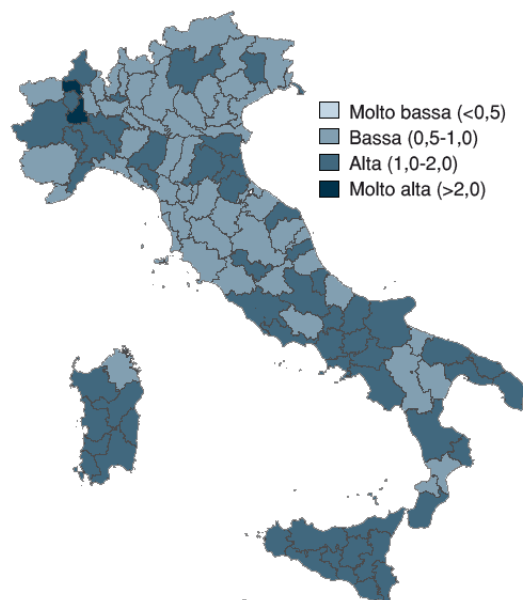 Molto bassa (<0,5)
Bassa (0,5-1,0)
Alta (1,0-2,0)
Molto alta (>2,0)